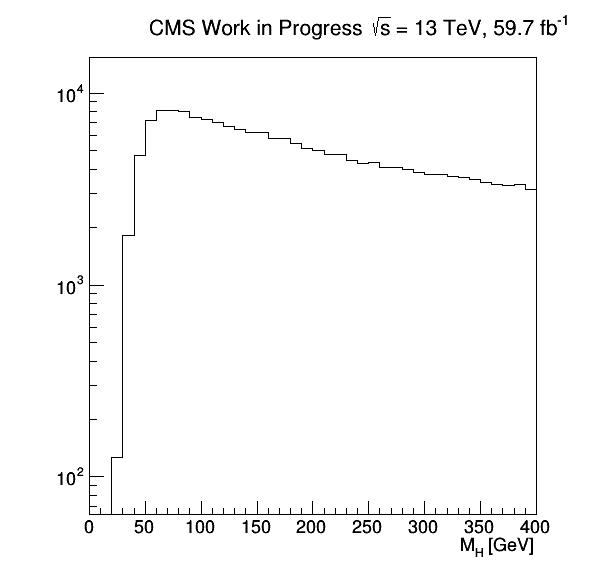 CMS Work in Progress √s = 13 TeV, 59.7 fb⁻¹
10⁴
10³
10²
0 50 100 150 200 250 300 350 400
M_H [GeV]